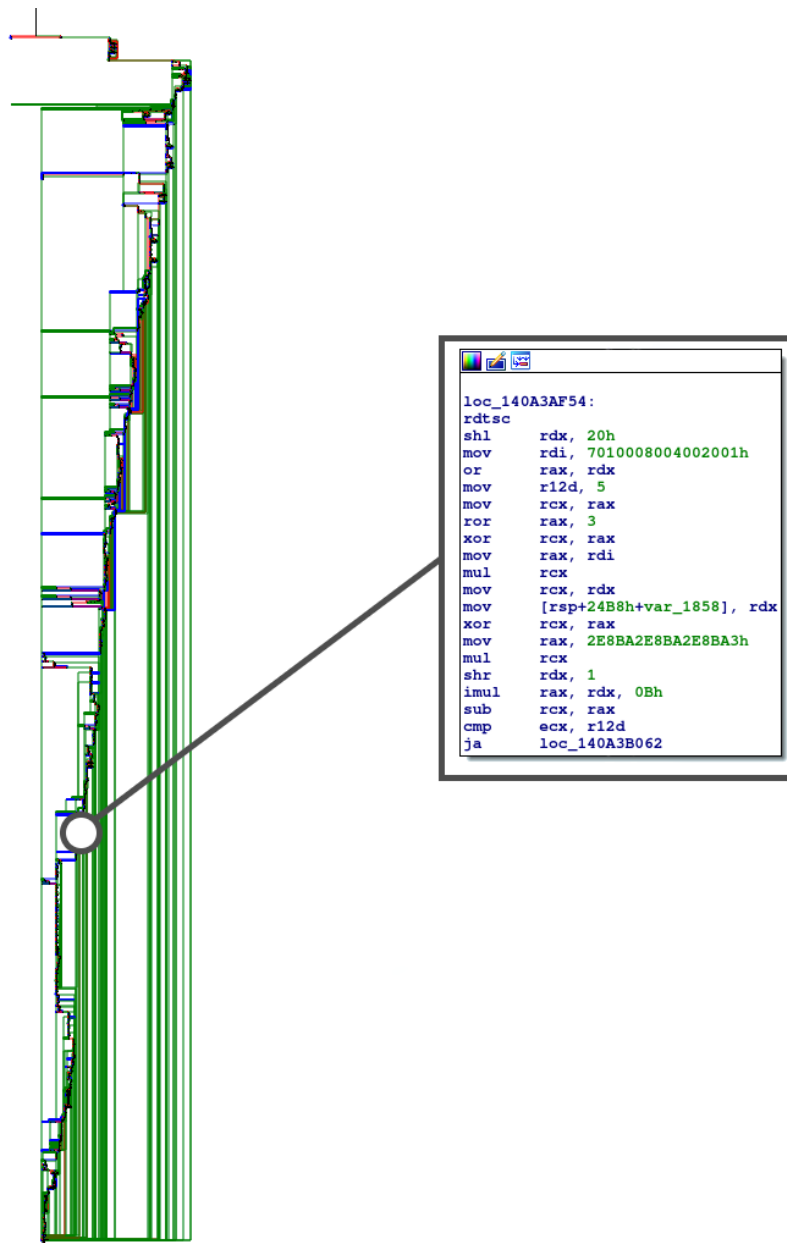 loc_140A3AF54:
rdtsc
shl rdx, 20h
mov rdi, 7010008004002001h
or rax, rdx
mov r12d, 5
mov rcx, rax
ror rax, 3
xor rcx, rax
mov rax, rdi
mul rcx
mov rcx, rdx
mov [rsp+24B8h+var_1858], rdx
xor rcx, rax
mov rax, 2E8BA2E8BA2E8BA3h
mul rcx
shr rdx, 1
imul rax, rdx, 0Bh
sub rcx, rax
cmp ecx, r12d
ja loc_140A3B062